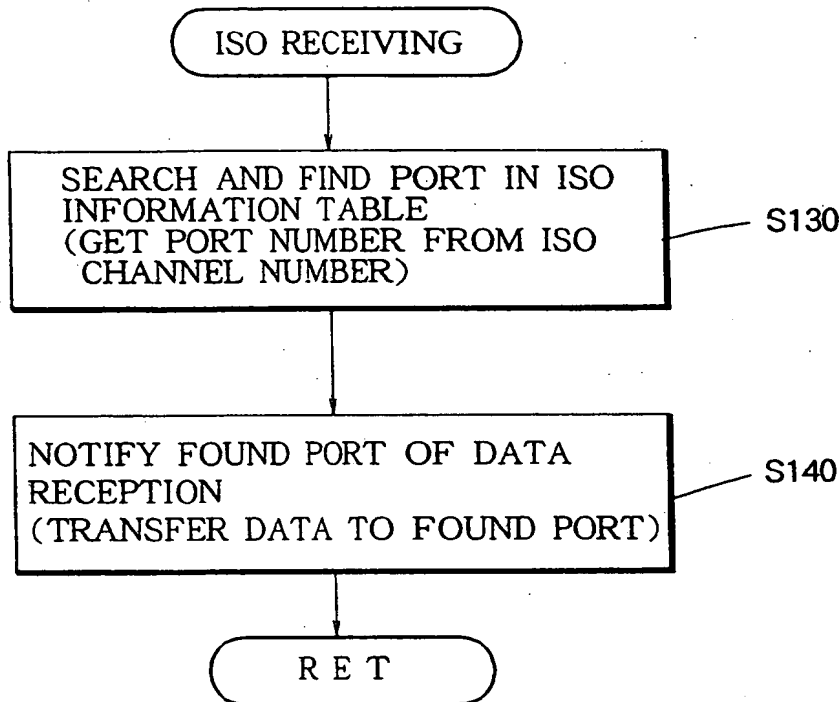 ISO RECEIVING
SEARCH AND FIND PORT IN ISO
INFORMATION TABLE
(GET PORT NUMBER FROM ISO
CHANNEL NUMBER)
S130
NOTIFY FOUND PORT OF DATA
RECEPTION
(TRANSFER DATA TO FOUND PORT)
S140
R E T